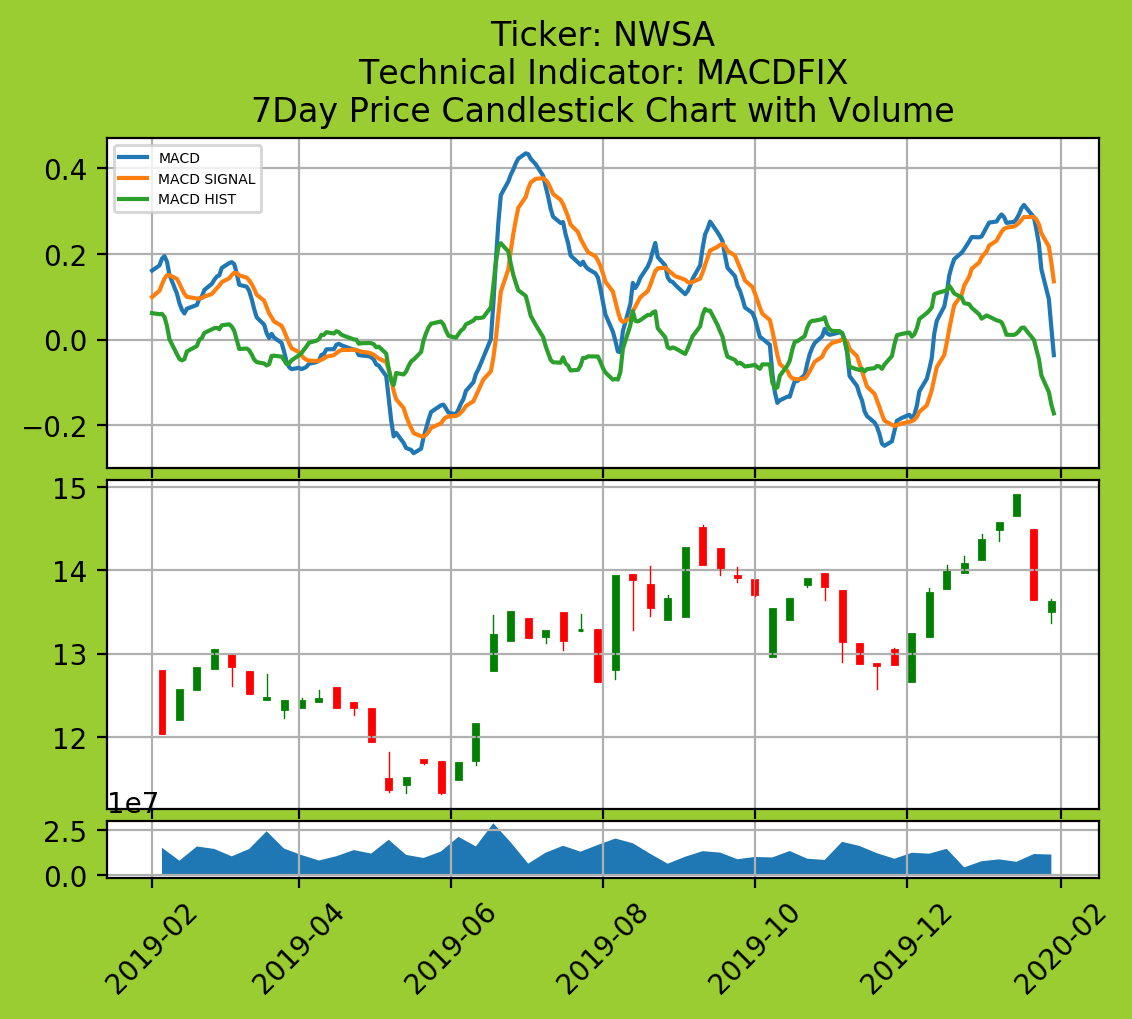 Ticker: NWSA
Technical Indicator: MACDFIX
7Day Price Candlestick Chart with Volume
MACD
MACD SIGNAL
MACD HIST
0.4
0.2
0.0
−0.2
15
14
13
12
1e7
2.5
0.0
2019-02
2019-04
2019-06
2019-08
2019-10
2019-12
2020-02